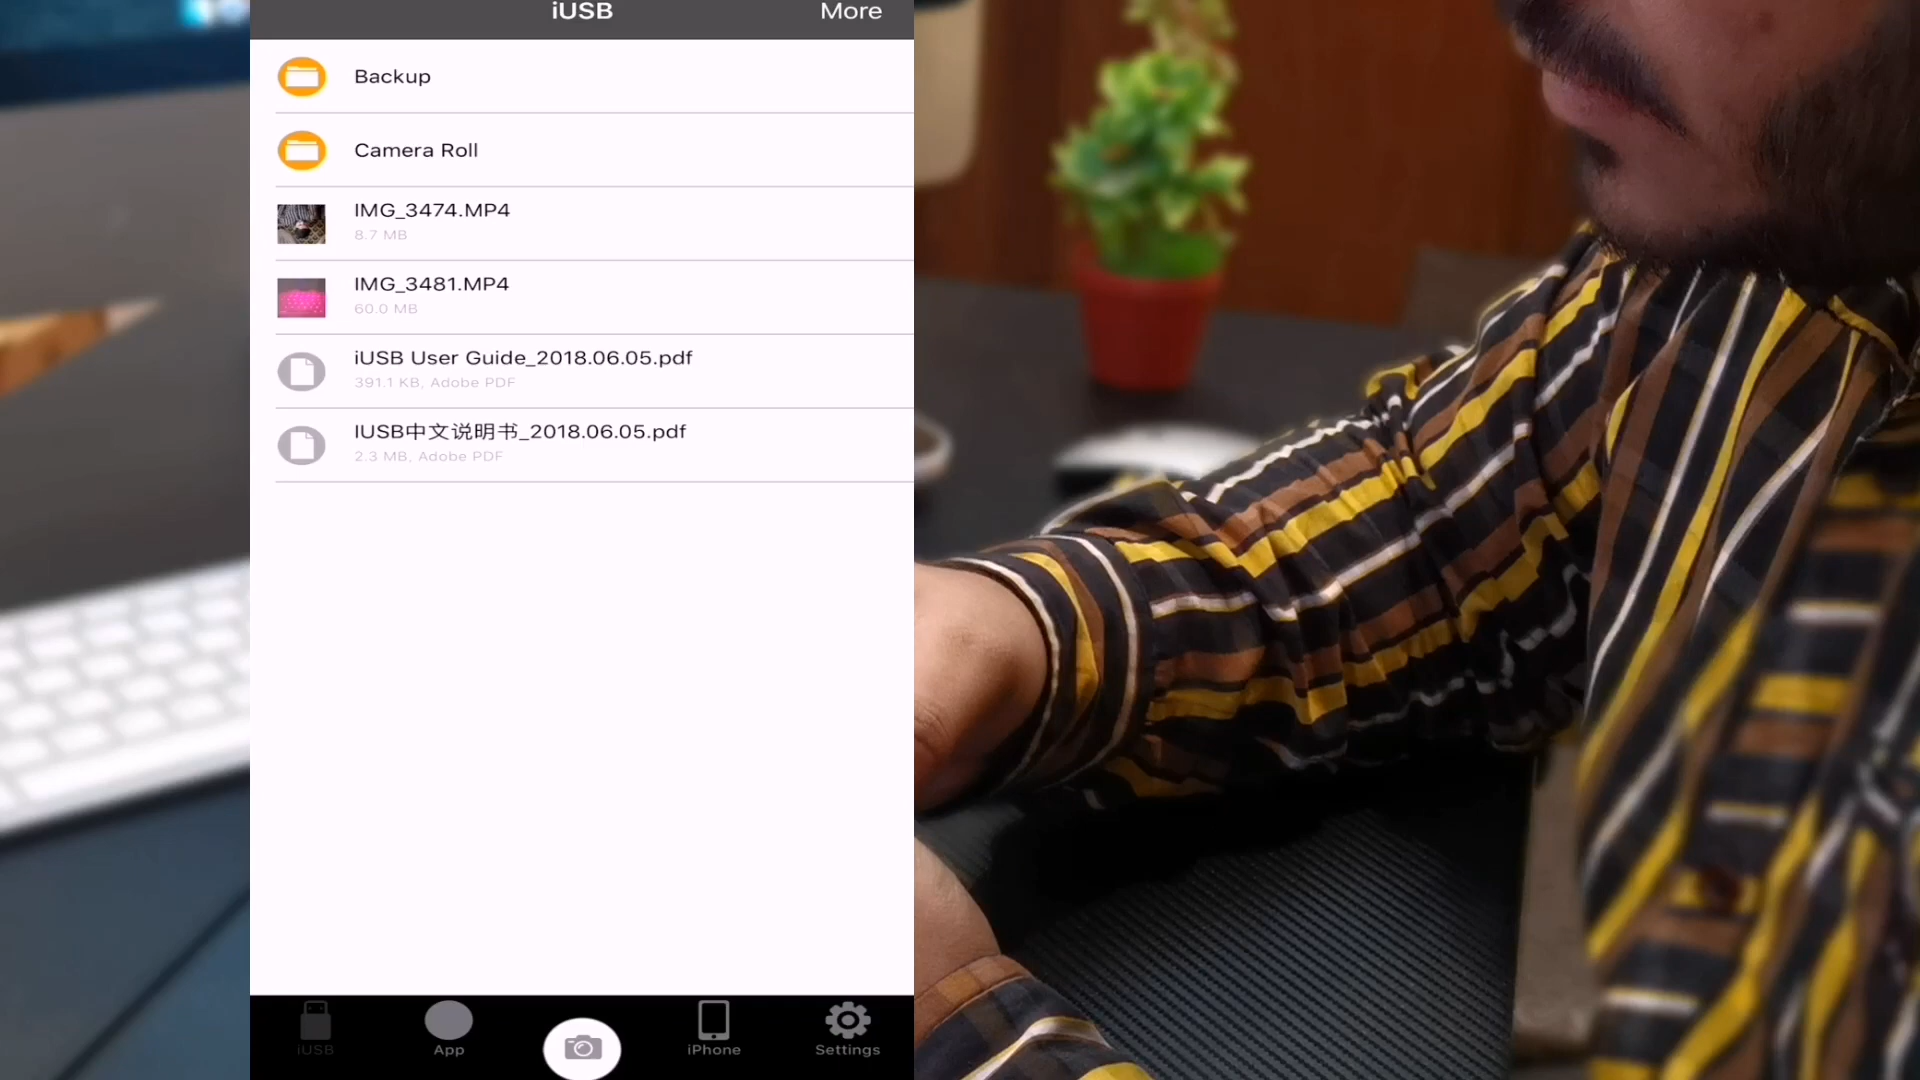 iUSB
More
Backup
Camera Roll
IMG_3474.MP4
8.7 MB
IMG_3481.MP4
60.0 MB
iUSB User Guide_2018.06.05.pdf
391.1 KB, Adobe PDF
IUSB中文说明书_2018.06.05.pdf
2.3 MB, Adobe PDF
iUSB
App
iPhone
Settings